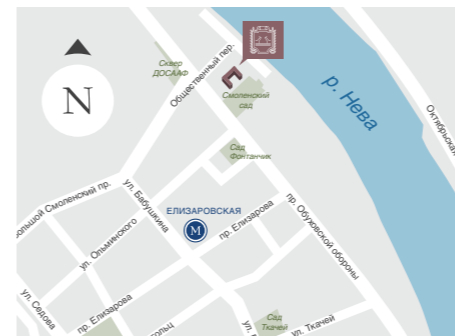 Общественный пер.
Сквер
ДОСААФ
N
Смоленский
сад
р. Нева
Октябрьская
Сад
Фонтанчик
Большой Смоленский пр.
ул. Бабушкина
ЕЛИЗАРОВСКАЯ
М
пр. Елизарова
пр. Обуховской обороны
ул. Ольминского
ул. Седова
пр. Елизарова
Сад
Ткачей
ул. Ткачей